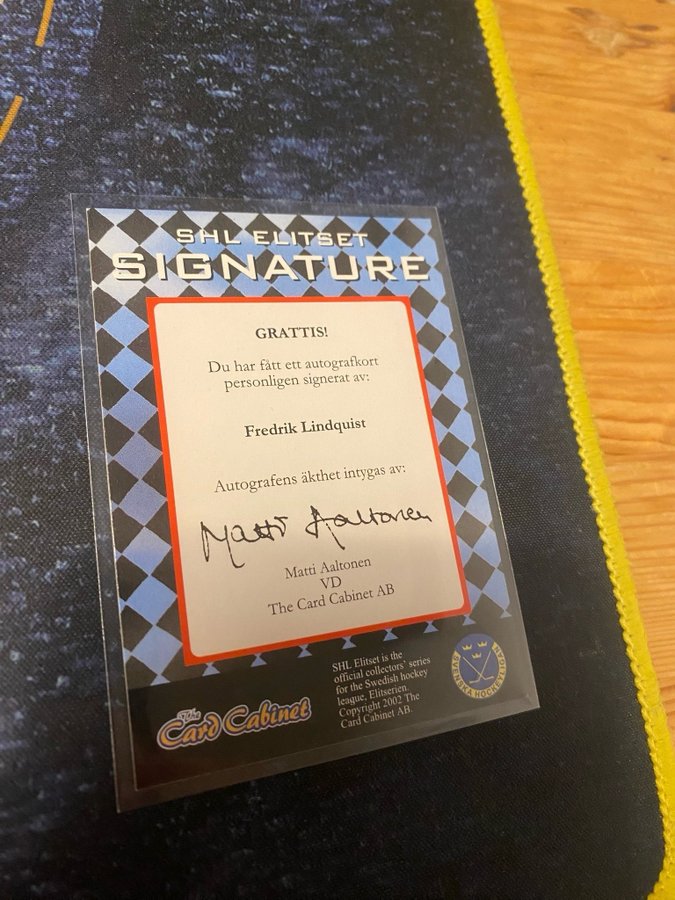 SHL ELITSET
SIGNATURE
GRATTIS!
Du har fått ett autografkort
personligen signerat av:
Fredrik Lindquist
Autografens äkthet intygas av:
Matti Aaltonen
Matti Aaltonen
VD
The Card Cabinet AB
The
Card Cabinet
SHL Elitset is the
official collectors' series
for the Swedish hockey
league, Elitserien.
Copyright 2002 The
Card Cabinet AB.
SVENSKA HOCKEYLIGAN